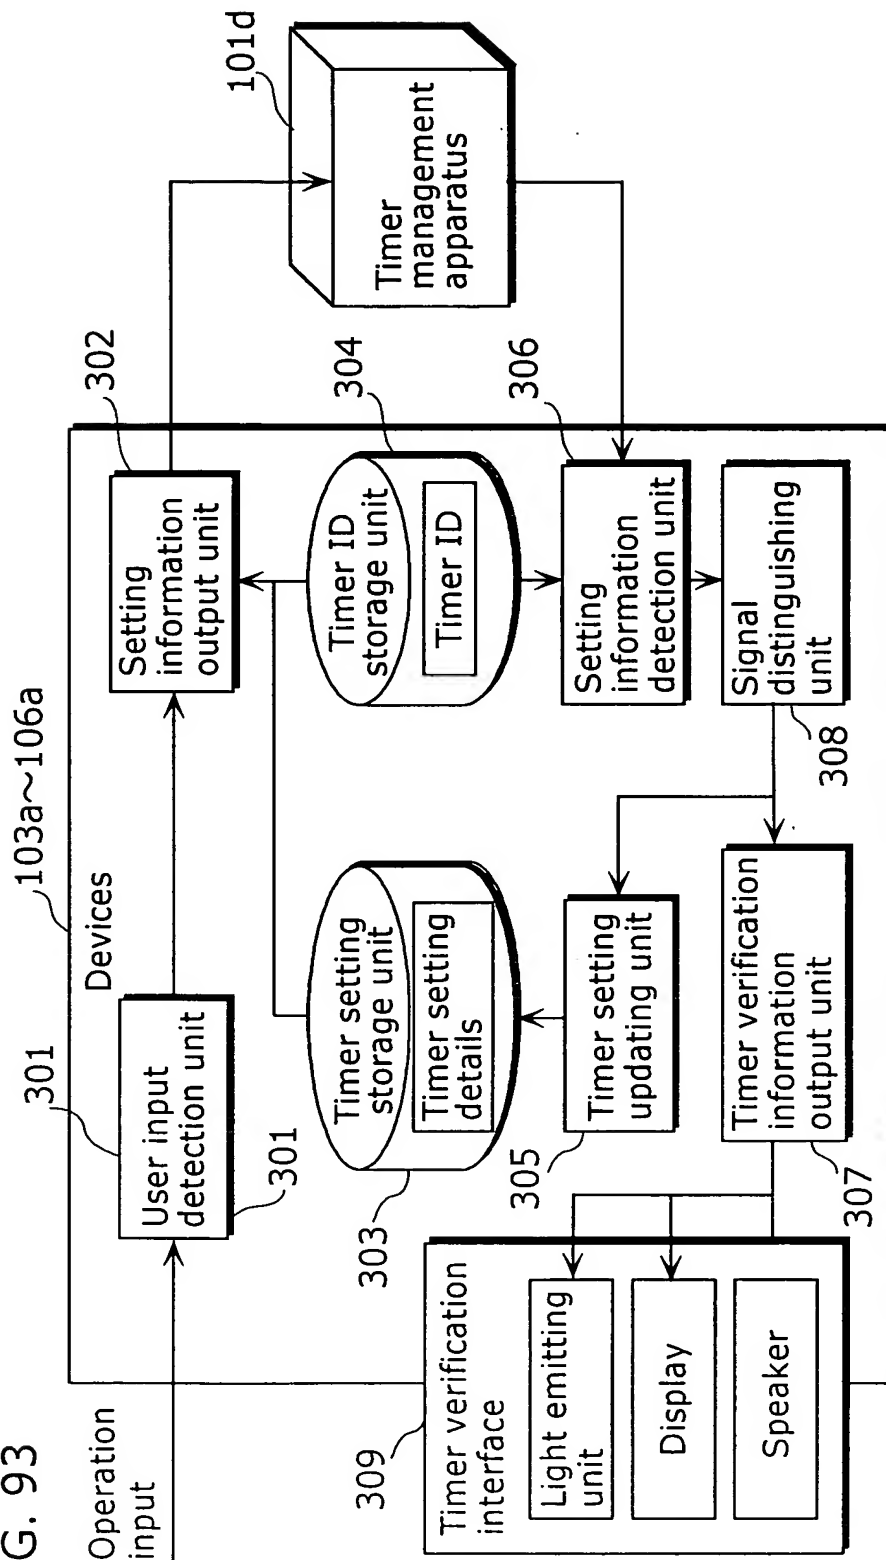 G. 93
Operation
input
301
Devices
103a~106a
User input
detection unit
301
Setting
information
output unit
302
101d
Timer
management
apparatus
Timer setting
storage unit
Timer setting
details
303
Timer ID
storage unit
Timer ID
304
Timer setting
updating unit
305
Setting
information
detection unit
306
309
Timer verification
interface
Light emitting
unit
Display
Speaker
Timer verification
information
output unit
307
Signal
distinguishing
unit
308